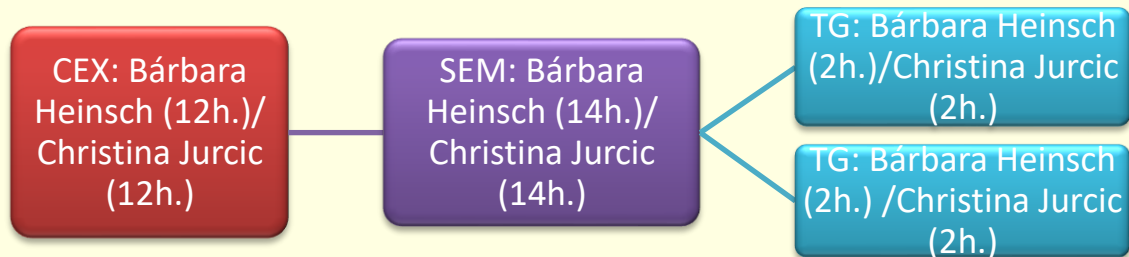 CEX: Bárbara
Heinsch (12h.)/
Christina Jurcic
(12h.)
SEM: Bárbara
Heinsch (14h.)/
Christina Jurcic
(14h.)
TG: Bárbara Heinsch
(2h.)/Christina Jurcic
(2h.)
TG: Bárbara Heinsch
(2h.) /Christina Jurcic
(2h.)